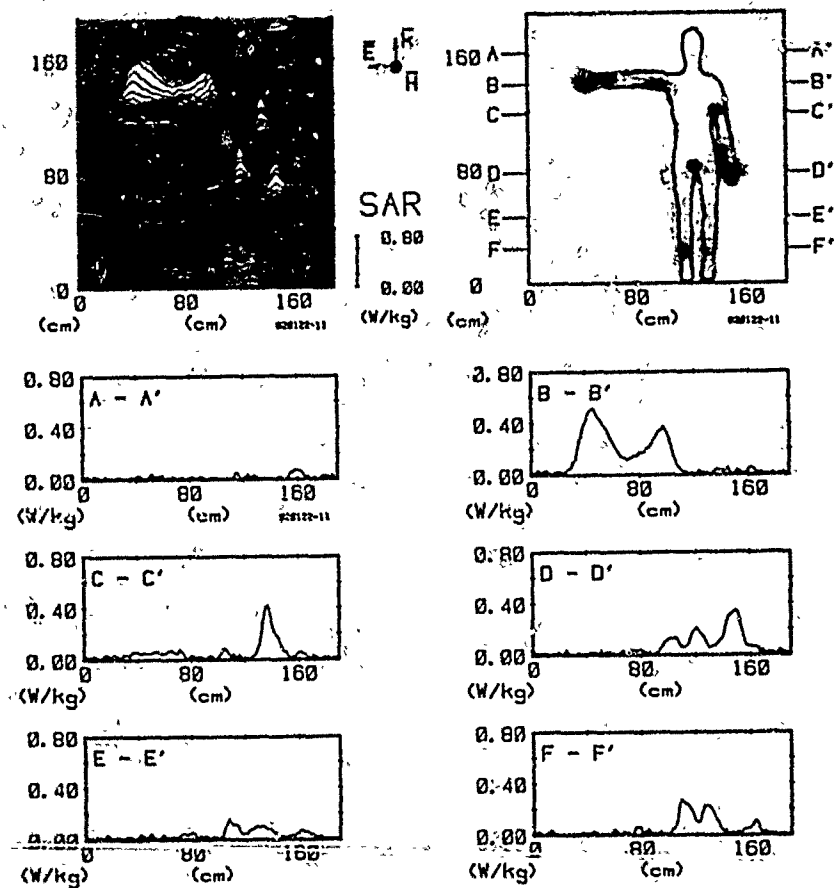 160
80
0
0 80 160
(cm) (cm)
E
K
H
SAR
0.80
0.00
(W/kg)
160
80
0
A A'
B B'
C C'
D D'
E E'
F F'
80 160
(cm) (cm)
0.80
0.40
0.00
A - A'
0 80 160
(W/kg) (cm)
0.80
0.40
0.00
B - B'
0 80 160
(W/kg) (cm)
0.80
0.40
0.00
C - C'
0 80 160
(W/kg) (cm)
0.80
0.40
0.00
D - D'
0 80 160
(W/kg) (cm)
0.80
0.40
0.00
E - E'
0 80 160
(W/kg) (cm)
0.80
0.40
0.00
F - F'
0 80 160
(W/kg) (cm)